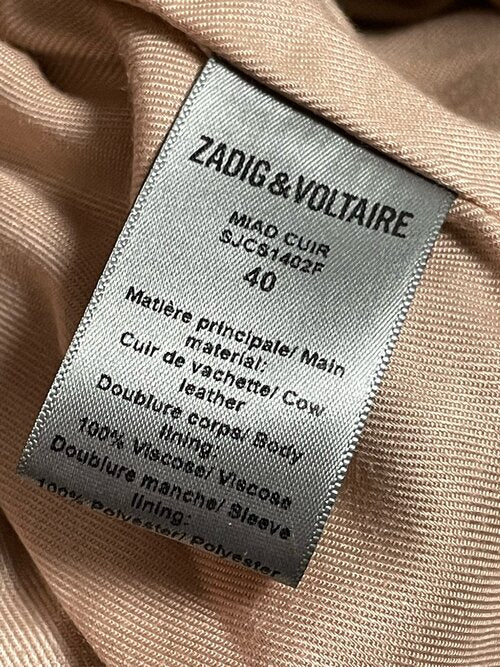 ZADIG&VOLTAIRE
MIAD CUIR
SJCS1402F
40
Matière principale/ Main
material:
Cuir de vachette/ Cow
leather
Doublure corps/ Body
lining:
100% Viscose/ Viscose
Doublure manche/ Sleeve
lining:
100% Polyester/ Polyester